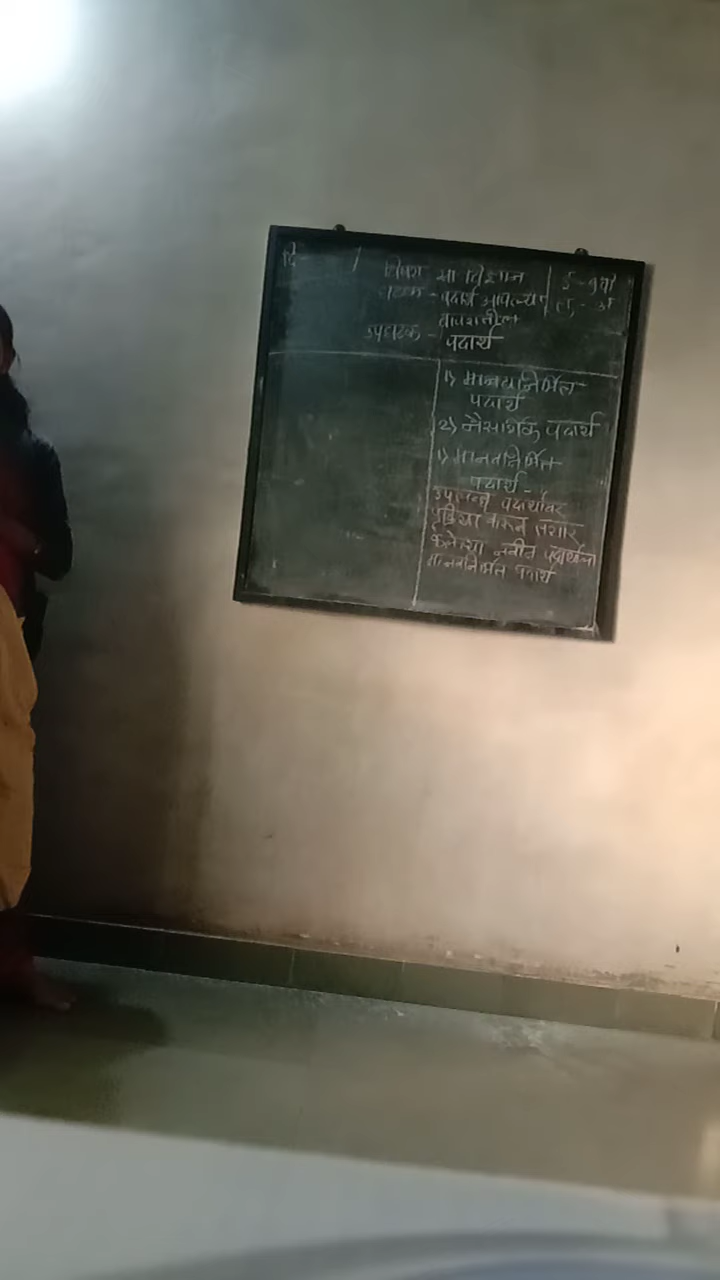 दि- / विषय सा विज्ञान इ-९वी
घटक - पदार्थ आपल्या तु.- अ
वापरातील
उपघटक - पदार्थ
1) मानवनिर्मित
पदार्थ
2) नैसर्गिक पदार्थ
1) मानवनिर्मित
पदार्थ -
पदार्थांवर
प्रक्रिया करून तयार
केलेल्या नवीन पदार्थाला
मानवनिर्मित पदार्थ